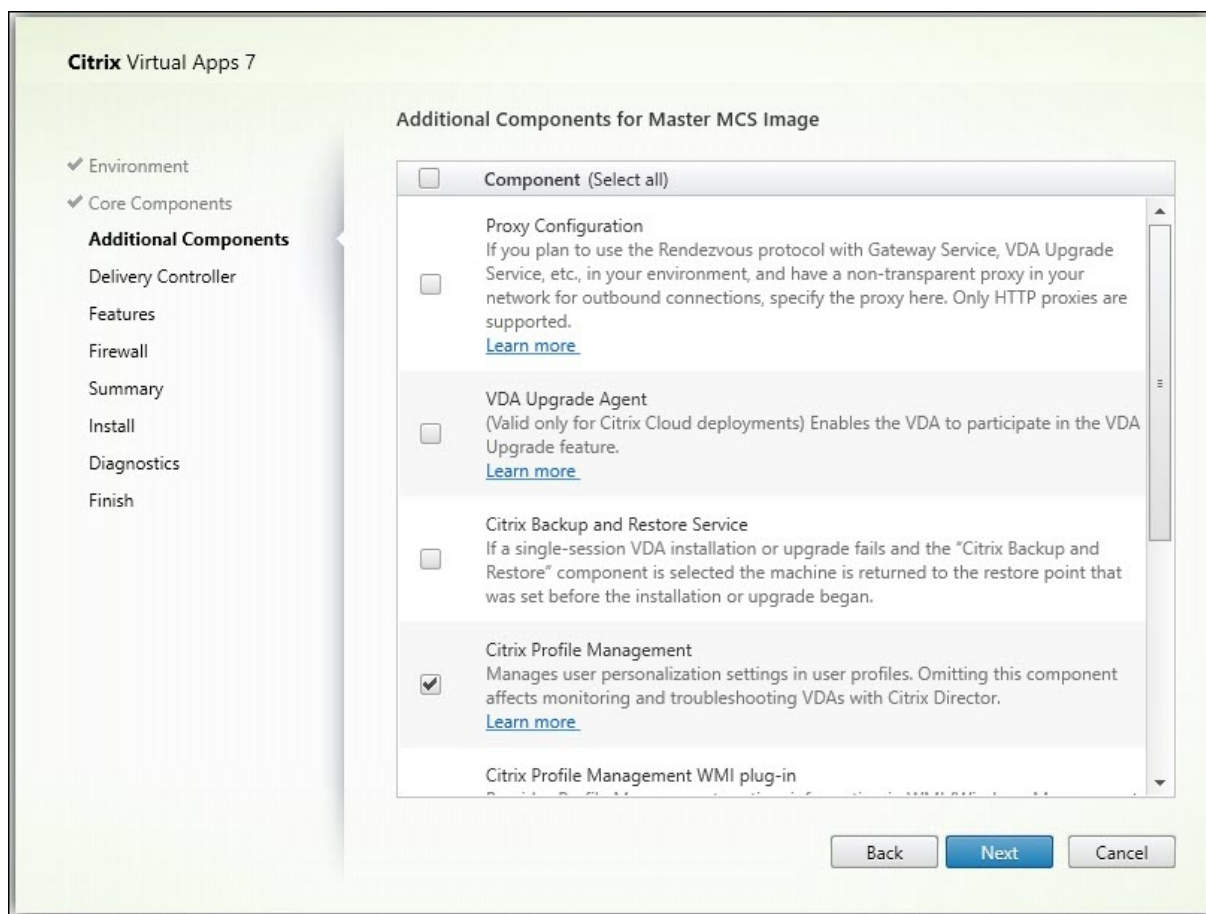 Citrix Virtual Apps 7
Environment
Core Components
Additional Components
Delivery Controller
Features
Firewall
Summary
Install
Diagnostics
Finish
Additional Components for Master MCS Image
Component (Select all)
Proxy Configuration
If you plan to use the Rendezvous protocol with Gateway Service, VDA Upgrade
Service, etc., in your environment, and have a non-transparent proxy in your
network for outbound connections, specify the proxy here. Only HTTP proxies are
supported.
Learn more
VDA Upgrade Agent
(Valid only for Citrix Cloud deployments) Enables the VDA to participate in the VDA
Upgrade feature.
Learn more
Citrix Backup and Restore Service
If a single-session VDA installation or upgrade fails and the “Citrix Backup and
Restore” component is selected the machine is returned to the restore point that
was set before the installation or upgrade began.
Citrix Profile Management
Manages user personalization settings in user profiles. Omitting this component
affects monitoring and troubleshooting VDAs with Citrix Director.
Learn more
Citrix Profile Management WMI plug-in
Back
Next
Cancel